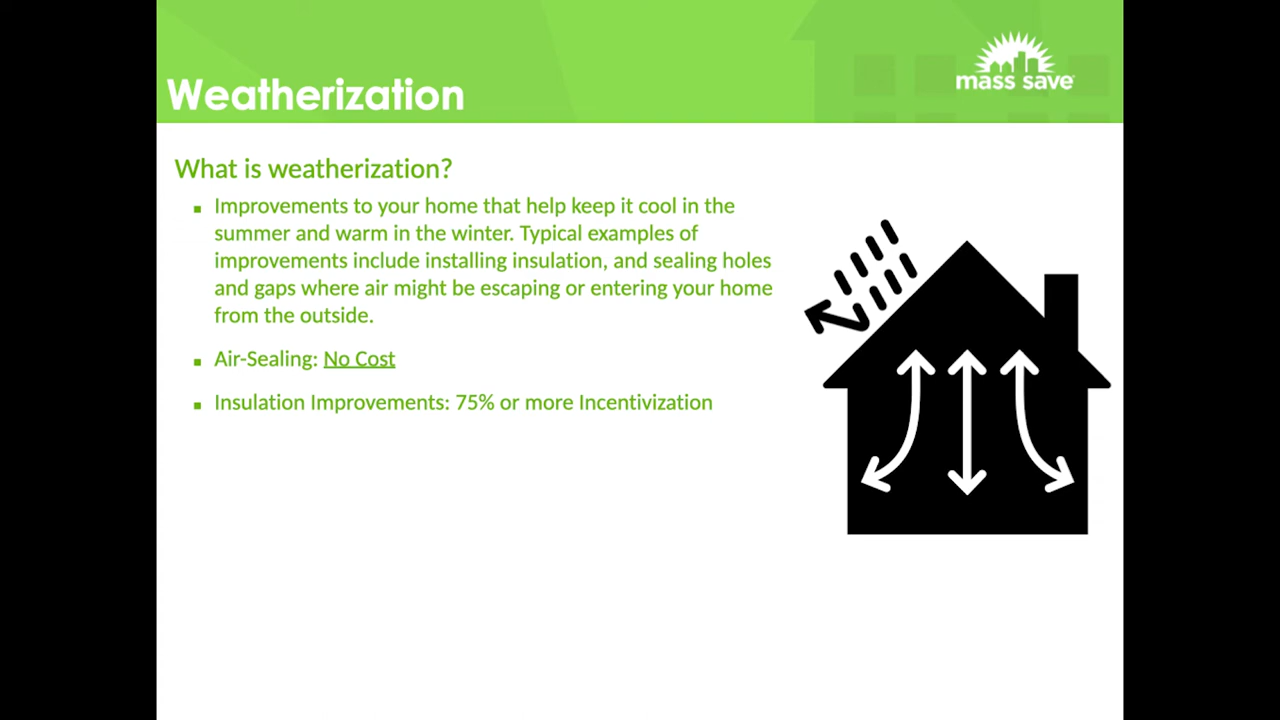 Weatherization
mass save
What is weatherization?
▪ Improvements to your home that help keep it cool in the
summer and warm in the winter. Typical examples of
improvements include installing insulation, and sealing holes
and gaps where air might be escaping or entering your home
from the outside.
▪ Air-Sealing: No Cost
▪ Insulation Improvements: 75% or more Incentivization